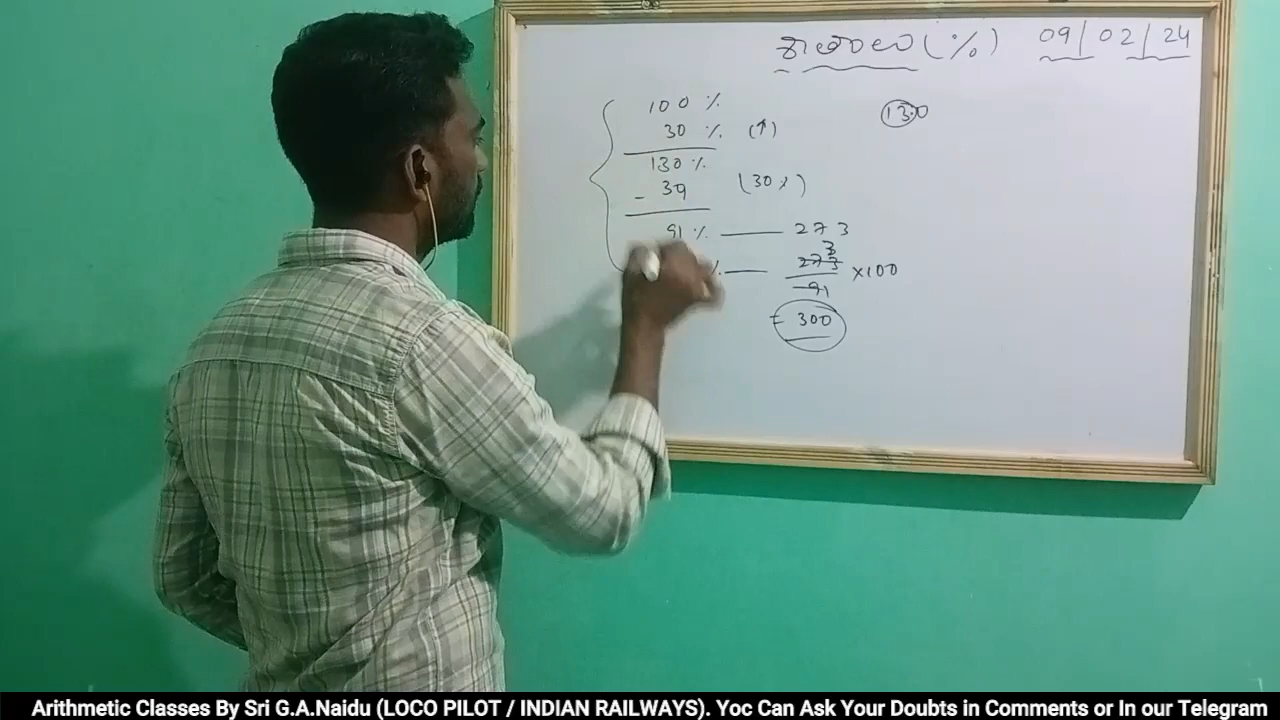 శాతాలు (%) 09/02/24
100 %
30 % (↑)
130 %
- 39 (30%)
91 % —— 273
% —— 273/91 ×100
3
= 300
130
Arithmetic Classes By Sri G.A.Naidu (LOCO PILOT / INDIAN RAILWAYS). Yoc Can Ask Your Doubts in Comments or In our Telegram